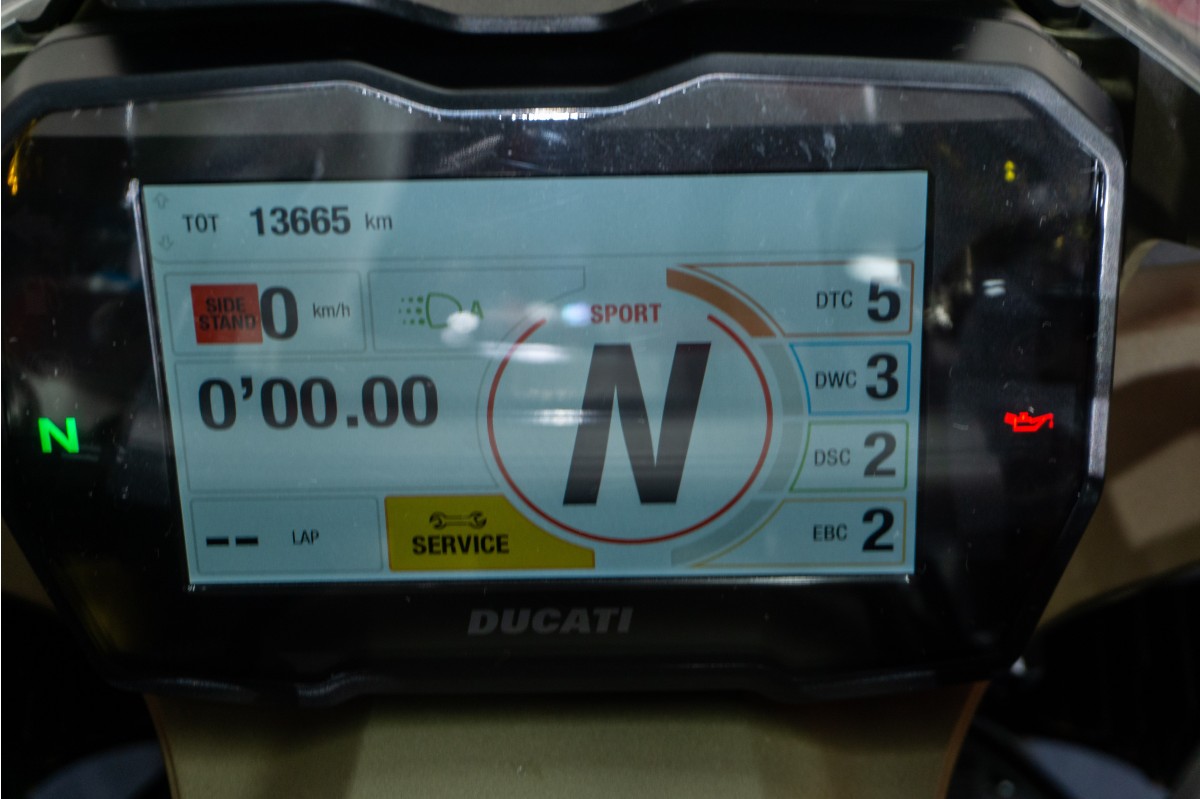 TOT 13665 km
SIDE STAND 0 km/h
A
SPORT
DTC 5
0'00.00
N
DWC 3
N
DSC 2
-- LAP
SERVICE
EBC 2
DUCATI